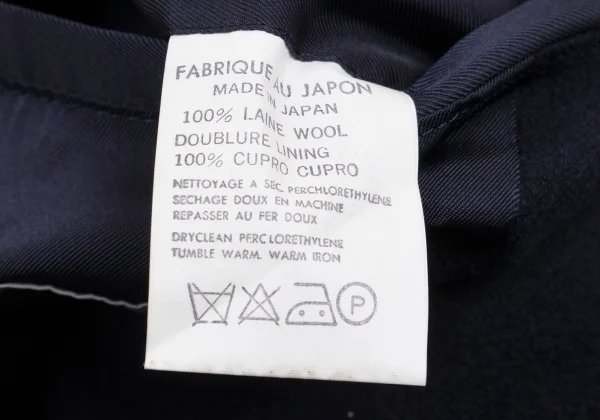 FABRIQUE AU JAPON
MADE IN JAPAN
100% LAINE WOOL
DOUBLURE LINING
100% CUPRO CUPRO
NETTOYAGE A SEC PERCHLORETHYLENE
SECHAGE DOUX EN MACHINE
REPASSER AU FER DOUX
DRYCLEAN PERCLORETHYLENE
TUMBLE WARM. WARM IRON
P